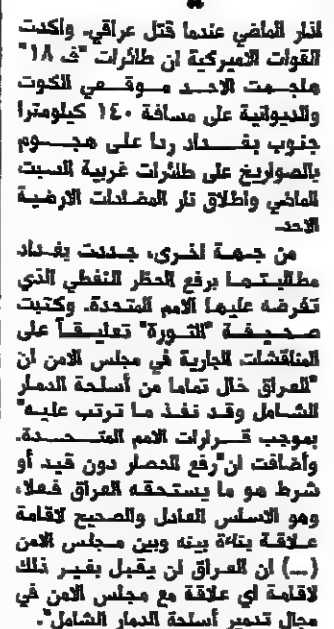 اذار الماضي عندما قتل عراقي. واكدت
القوات الاميركية ان طائرات "ف ١٨"
هاجمت الاحد موقعي الكوت
والديوانية على مسافة ١٤٠ كيلومترا
جنوب بغداد ردا على هجوم
بالصواريخ على طائرات غربية السبت
الماضي واطلاق نار المضادات الارضية
الاحد.
من جهة اخرى، جددت بغداد
مطالبتها برفع الحظر النفطي الذي
تفرضه عليها الامم المتحدة. وكتبت
صحيفة "الثورة" تعليقاً على
المناقشات الجارية في مجلس الامن ان
"العراق خال تماما من أسلحة الدمار
الشامل وقد نفذ ما ترتب عليه"
بموجب قرارات الامم المتحدة.
وأضافت ان"رفع الحصار دون قيد أو
شرط هو ما يستحقه العراق فعلا،
وهو الاساس العادل والصحيح لاقامة
علاقة بناءة بينه وبين مجلس الامن
(...) ان العراق لن يقبل بغير ذلك
لاقامة اي علاقة مع مجلس الامن في
مجال تدمير أسلحة الدمار الشامل".